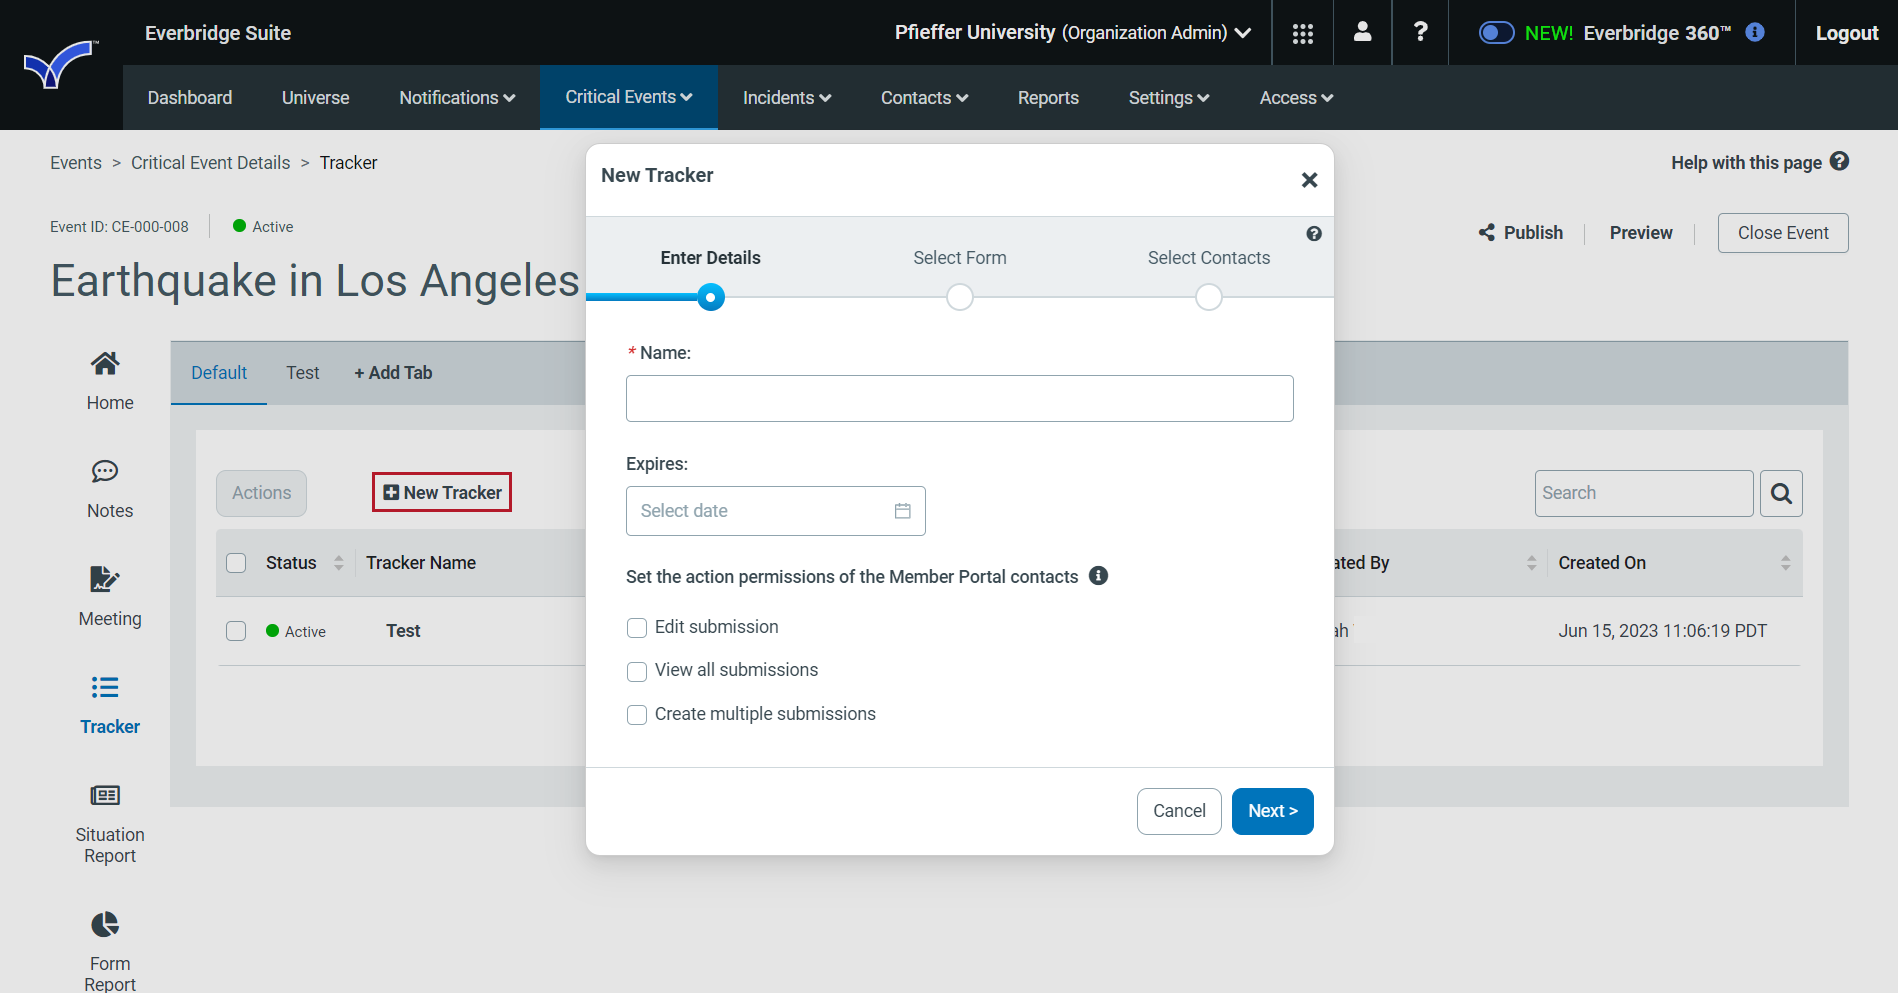 Everbridge Suite
Pfieffer University (Organization Admin)
?
NEW! Everbridge 360™
Logout
™
Dashboard
Universe
Notifications
Critical Events
Incidents
Contacts
Reports
Settings
Access
Events > Critical Event Details > Tracker
Help with this page ?
Event ID: CE-000-008
Active
Publish
Preview
Close Event
Earthquake in Los Angeles
Home
Notes
Meeting
Tracker
Situation
Report
Form
Report
Default
Test
+ Add Tab
Actions
New Tracker
Search
Status
Tracker Name
ated By
Created On
Active
Test
ah
Jun 15, 2023 11:06:19 PDT
New Tracker
?
Enter Details
Select Form
Select Contacts
* Name:
Expires:
Select date
Set the action permissions of the Member Portal contacts
Edit submission
View all submissions
Create multiple submissions
Cancel
Next >